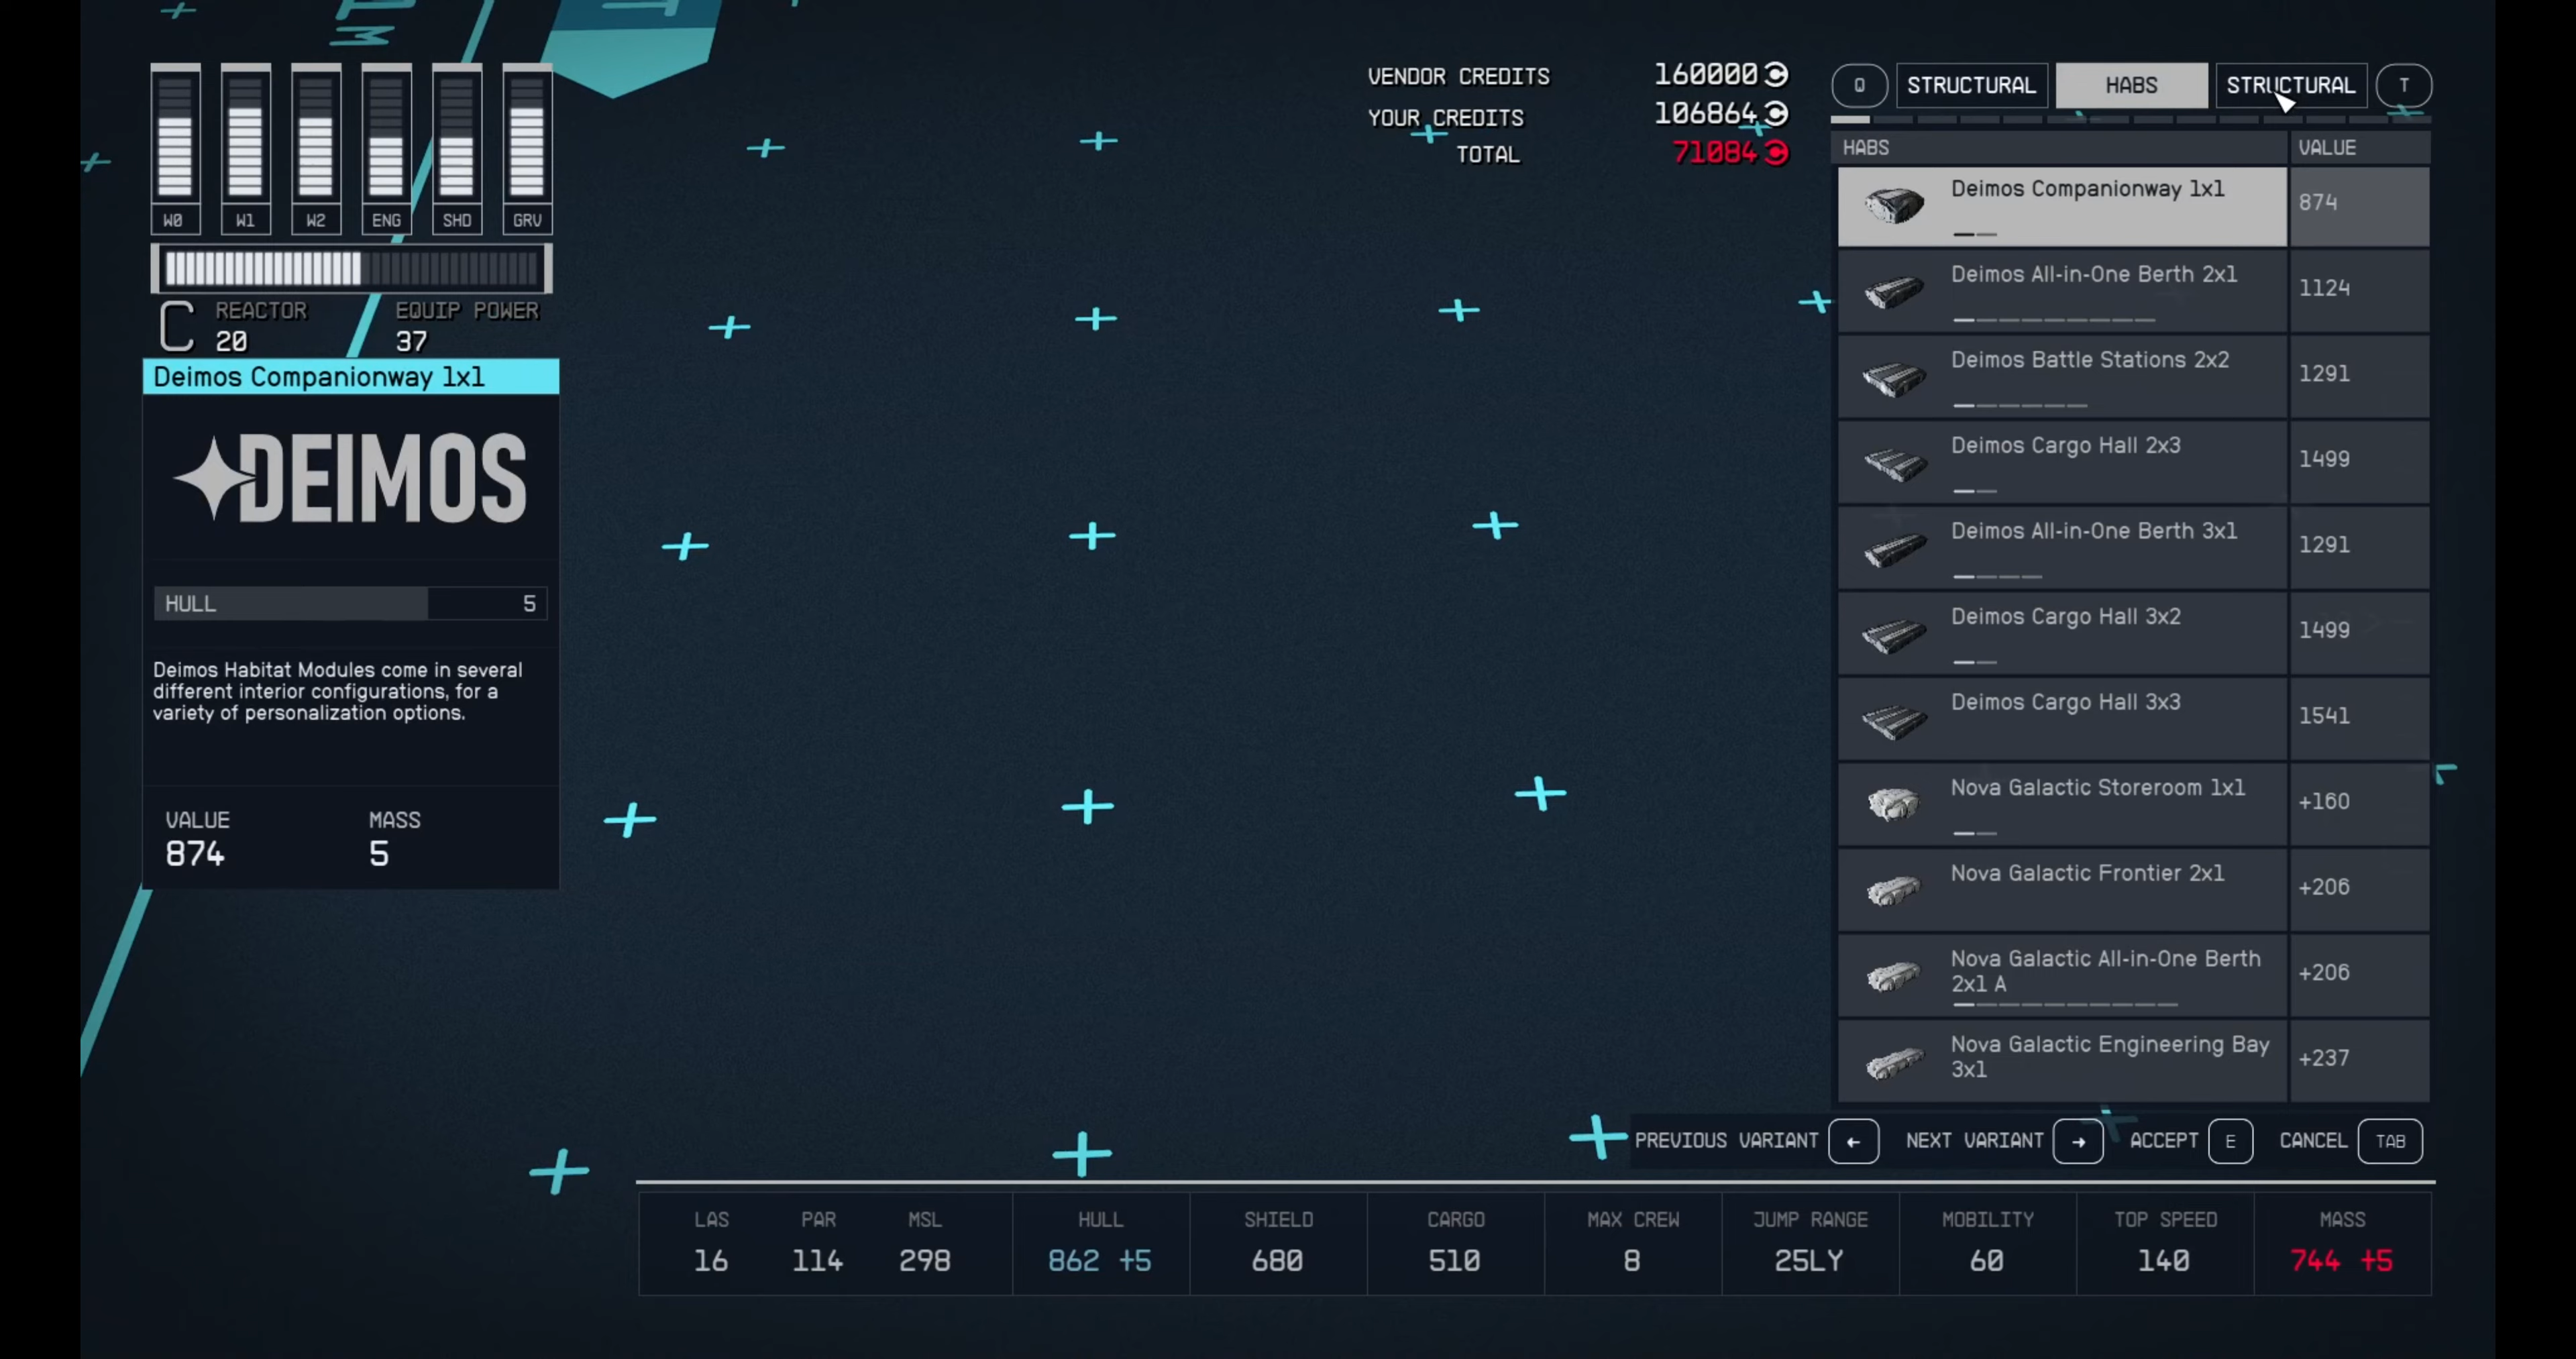 VENDOR CREDITS 160000
YOUR CREDITS 106864
TOTAL 71084
Q STRUCTURAL HABS STRUCTURAL T
W0 W1 W2 ENG SHD GRV
C REACTOR EQUIP POWER
20 37
Deimos Companionway 1x1
DEIMOS
HULL 5
Deimos Habitat Modules come in several
different interior configurations, for a
variety of personalization options.
VALUE MASS
874 5
HABS VALUE
Deimos Companionway 1x1 874
Deimos All-in-One Berth 2x1 1124
Deimos Battle Stations 2x2 1291
Deimos Cargo Hall 2x3 1499
Deimos All-in-One Berth 3x1 1291
Deimos Cargo Hall 3x2 1499
Deimos Cargo Hall 3x3 1541
Nova Galactic Storeroom 1x1 +160
Nova Galactic Frontier 2x1 +206
Nova Galactic All-in-One Berth
2x1 A +206
Nova Galactic Engineering Bay
3x1 +237
PREVIOUS VARIANT ← NEXT VARIANT → ACCEPT E CANCEL TAB
LAS PAR MSL HULL SHIELD CARGO MAX CREW JUMP RANGE MOBILITY TOP SPEED MASS
16 114 298 862 +5 680 510 8 25LY 60 140 744 +5